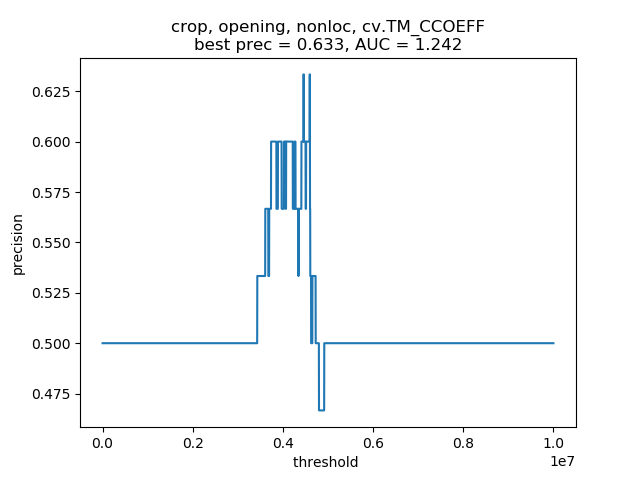 crop, opening, nonloc, cv.TM_CCOEFF
best prec = 0.633, AUC = 1.242
precision
0.625
0.600
0.575
0.550
0.525
0.500
0.475
0.0 0.2 0.4 0.6 0.8 1.0
1e7
threshold